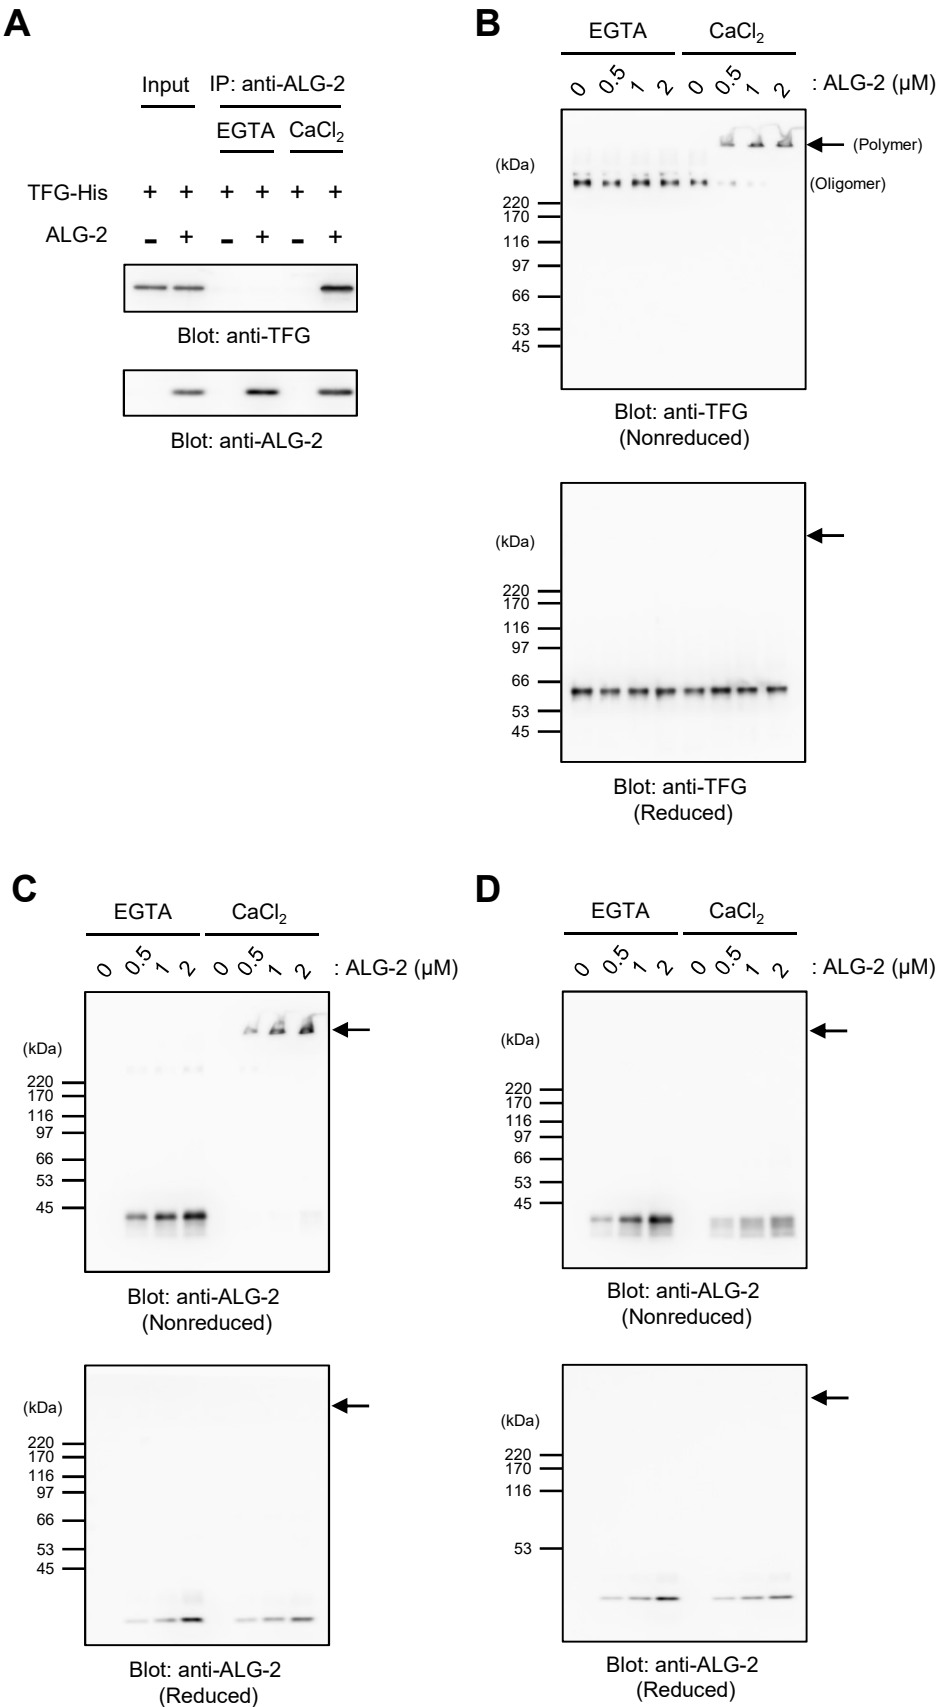 A
Input IP: anti-ALG-2
EGTA CaCl2
TFG-His + + + + + +
ALG-2 - + - + - +
Blot: anti-TFG
Blot: anti-ALG-2
B
EGTA CaCl2
0 0.5 1 2 0 0.5 1 2 : ALG-2 (μM)
(Polymer)
(kDa)
(Oligomer)
220
170
116
97
66
53
45
Blot: anti-TFG
(Nonreduced)
(kDa)
220
170
116
97
66
53
45
Blot: anti-TFG
(Reduced)
C
EGTA CaCl2
0 0.5 1 2 0 0.5 1 2 : ALG-2 (μM)
(kDa)
220
170
116
97
66
53
45
Blot: anti-ALG-2
(Nonreduced)
(kDa)
220
170
116
97
66
53
45
Blot: anti-ALG-2
(Reduced)
D
EGTA CaCl2
0 0.5 1 2 0 0.5 1 2 : ALG-2 (μM)
(kDa)
220
170
116
97
66
53
45
Blot: anti-ALG-2
(Nonreduced)
(kDa)
220
170
116
53
Blot: anti-ALG-2
(Reduced)